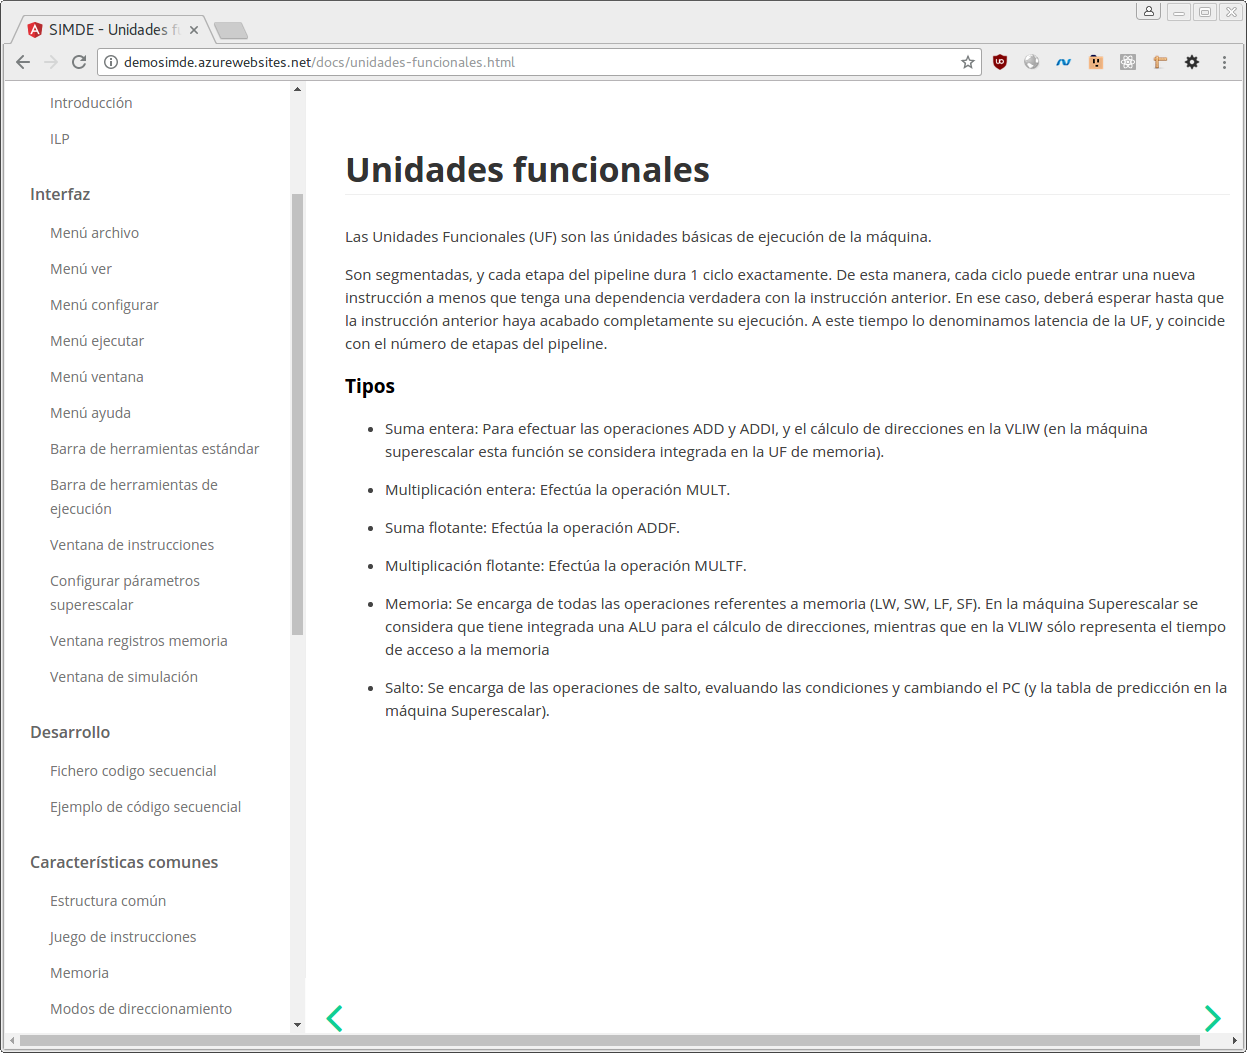 SIMDE - Unidades f
demosimde.azurewebsites.net/docs/unidades-funcionales.html
Introducción
ILP
Interfaz
Menú archivo
Menú ver
Menú configurar
Menú ejecutar
Menú ventana
Menú ayuda
Barra de herramientas estándar
Barra de herramientas de
ejecución
Ventana de instrucciones
Configurar párametros
superescalar
Ventana registros memoria
Ventana de simulación
Desarrollo
Fichero codigo secuencial
Ejemplo de código secuencial
Características comunes
Estructura común
Juego de instrucciones
Memoria
Modos de direccionamiento
Unidades funcionales
Las Unidades Funcionales (UF) son las únidades básicas de ejecución de la máquina.
Son segmentadas, y cada etapa del pipeline dura 1 ciclo exactamente. De esta manera, cada ciclo puede entrar una nueva
instrucción a menos que tenga una dependencia verdadera con la instrucción anterior. En ese caso, deberá esperar hasta que
la instrucción anterior haya acabado completamente su ejecución. A este tiempo lo denominamos latencia de la UF, y coincide
con el número de etapas del pipeline.
Tipos
• Suma entera: Para efectuar las operaciones ADD y ADDI, y el cálculo de direcciones en la VLIW (en la máquina
superescalar esta función se considera integrada en la UF de memoria).
• Multiplicación entera: Efectúa la operación MULT.
• Suma flotante: Efectúa la operación ADDF.
• Multiplicación flotante: Efectúa la operación MULTF.
• Memoria: Se encarga de todas las operaciones referentes a memoria (LW, SW, LF, SF). En la máquina Superescalar se
considera que tiene integrada una ALU para el cálculo de direcciones, mientras que en la VLIW sólo representa el tiempo
de acceso a la memoria
• Salto: Se encarga de las operaciones de salto, evaluando las condiciones y cambiando el PC (y la tabla de predicción en la
máquina Superescalar).